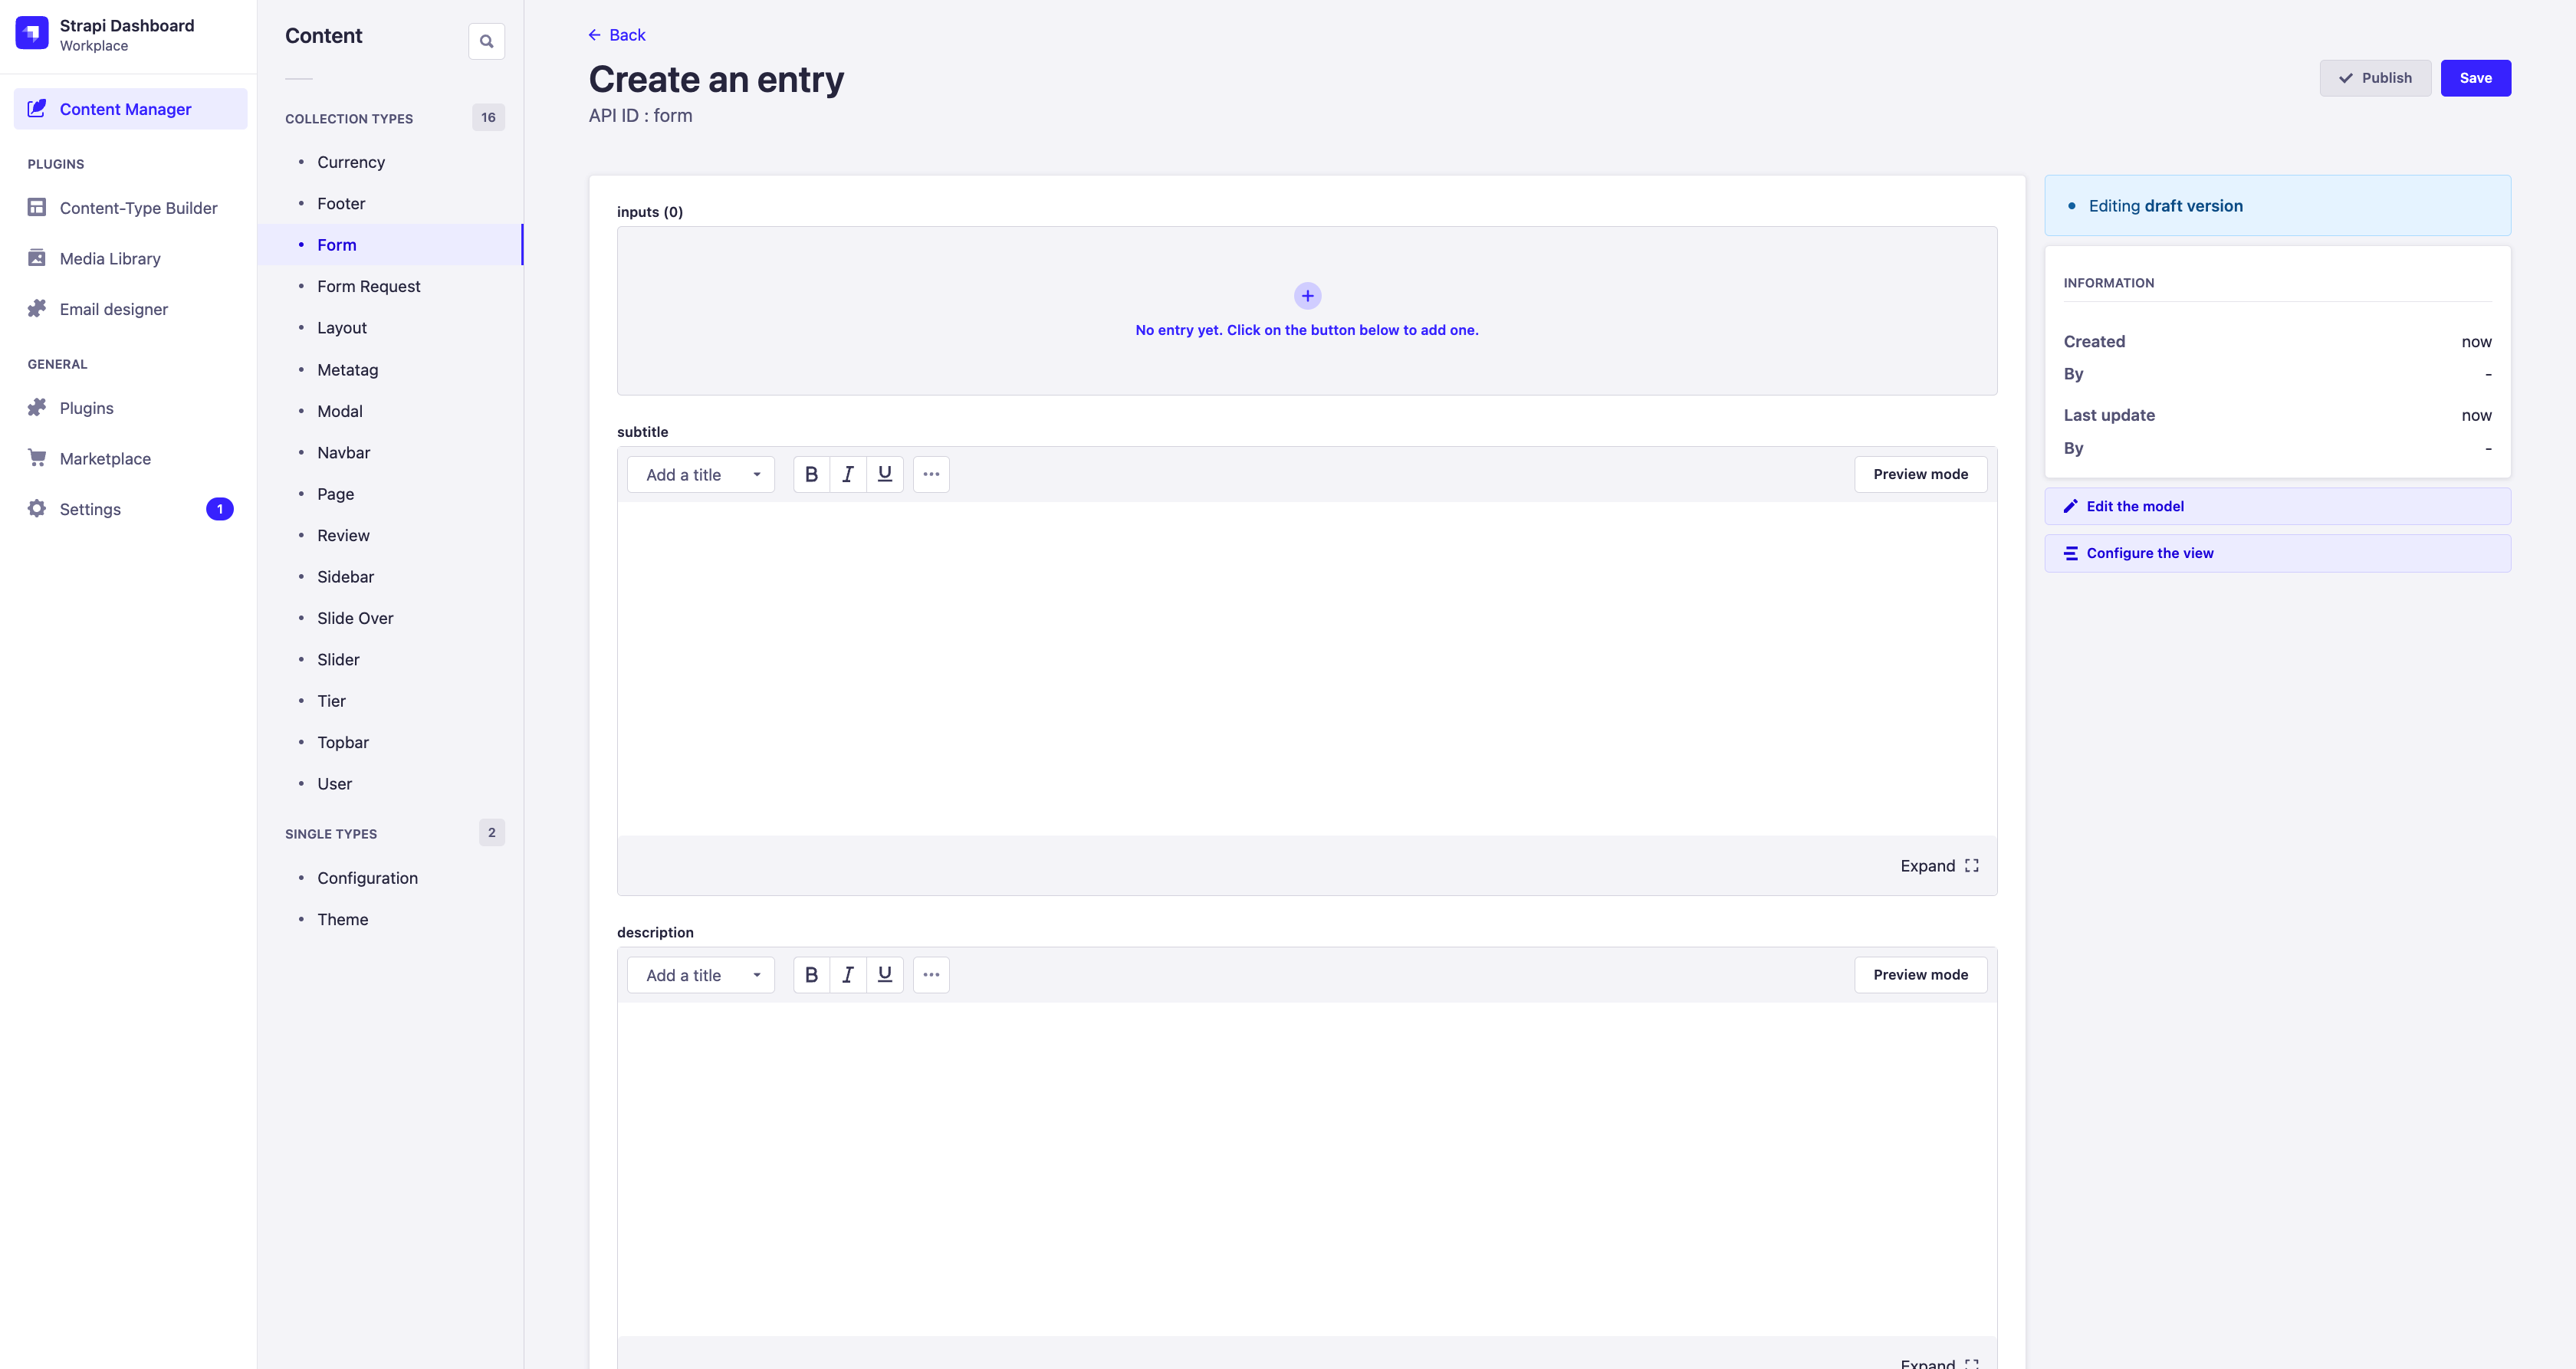 Strapi Dashboard
Workplace
Content Manager
PLUGINS
Content-Type Builder
Media Library
Email designer
GENERAL
Plugins
Marketplace
Settings
1
Content
COLLECTION TYPES
16
Currency
Footer
Form
Form Request
Layout
Metatag
Modal
Navbar
Page
Review
Sidebar
Slide Over
Slider
Tier
Topbar
User
SINGLE TYPES
2
Configuration
Theme
Back
Create an entry
API ID : form
Publish
Save
inputs (0)
No entry yet. Click on the button below to add one.
subtitle
Add a title
B I U
Preview mode
Expand
description
Add a title
B I U
Preview mode
Expand
Editing draft version
INFORMATION
Created now
By -
Last update now
By -
Edit the model
Configure the view